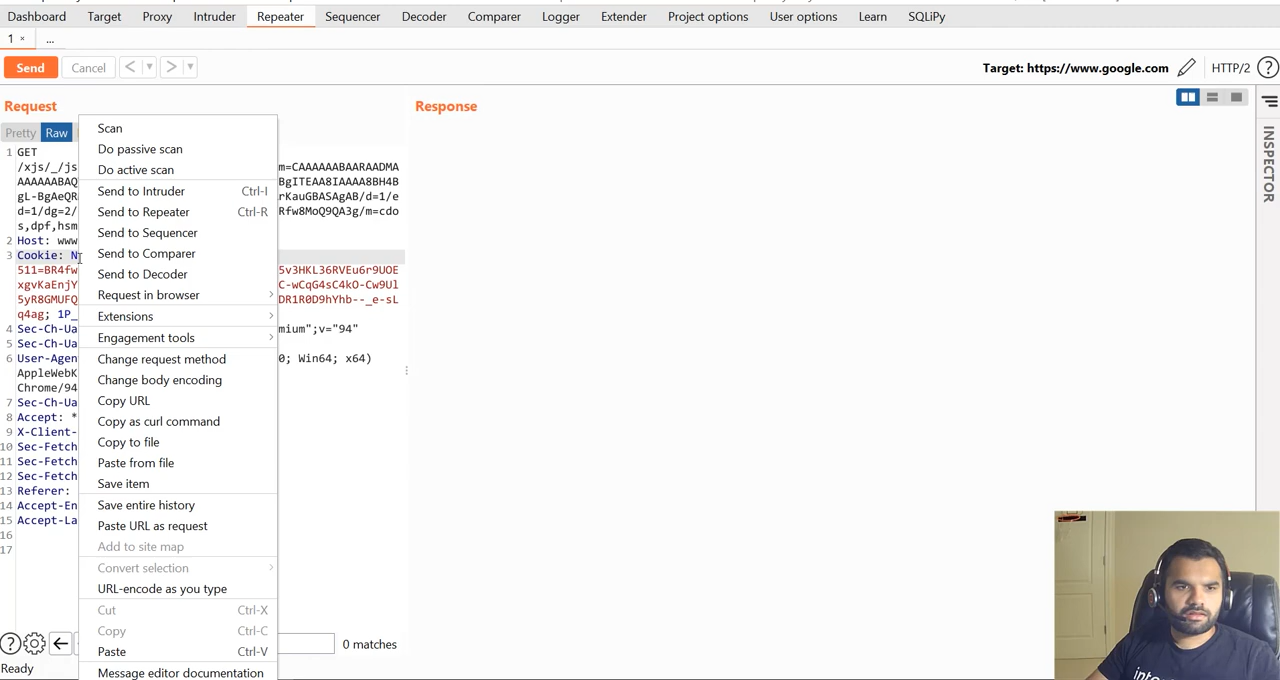 Dashboard Target Proxy Intruder Repeater Sequencer Decoder Comparer Logger Extender Project options User options Learn SQLiPy
1 × ...
Send Cancel < > Target: https://www.google.com HTTP/2 ?
Request Response
Pretty Raw
1 GET
/xjs/_/js m=CAAAAAABAARAADMA
AAAAAABAQ BgITEAA8IAAAA8BH4B
gL-BgAeQR rKauGBASAgAB/d=1/e
d=1/dg=2/ Rfw8MoQ9QA3g/m=cdo
s,dpf,hsm
2 Host: www
3 Cookie: N
511=BR4fw 5v3HKL36RVEu6r9UOE
xgvKaEnjY C-wCqG4sC4kO-Cw9Ul
5yR8GMUFQ DR1R0D9hYhb--_e-sL
q4ag; 1P_
4 Sec-Ch-Ua mium";v="94"
5 Sec-Ch-Ua
6 User-Agen 0; Win64; x64)
AppleWebK
Chrome/94
7 Sec-Ch-Ua
8 Accept: *
9 X-Client-
10 Sec-Fetch
11 Sec-Fetch
12 Sec-Fetch
13 Referer:
14 Accept-En
15 Accept-La
16
17
Scan
Do passive scan
Do active scan
Send to Intruder Ctrl-I
Send to Repeater Ctrl-R
Send to Sequencer
Send to Comparer
Send to Decoder
Request in browser >
Extensions >
Engagement tools >
Change request method
Change body encoding
Copy URL
Copy as curl command
Copy to file
Paste from file
Save item
Save entire history
Paste URL as request
Add to site map
Convert selection >
URL-encode as you type
Cut Ctrl-X
Copy Ctrl-C
Paste Ctrl-V
Message editor documentation
INSPECTOR
? 0 matches
Ready